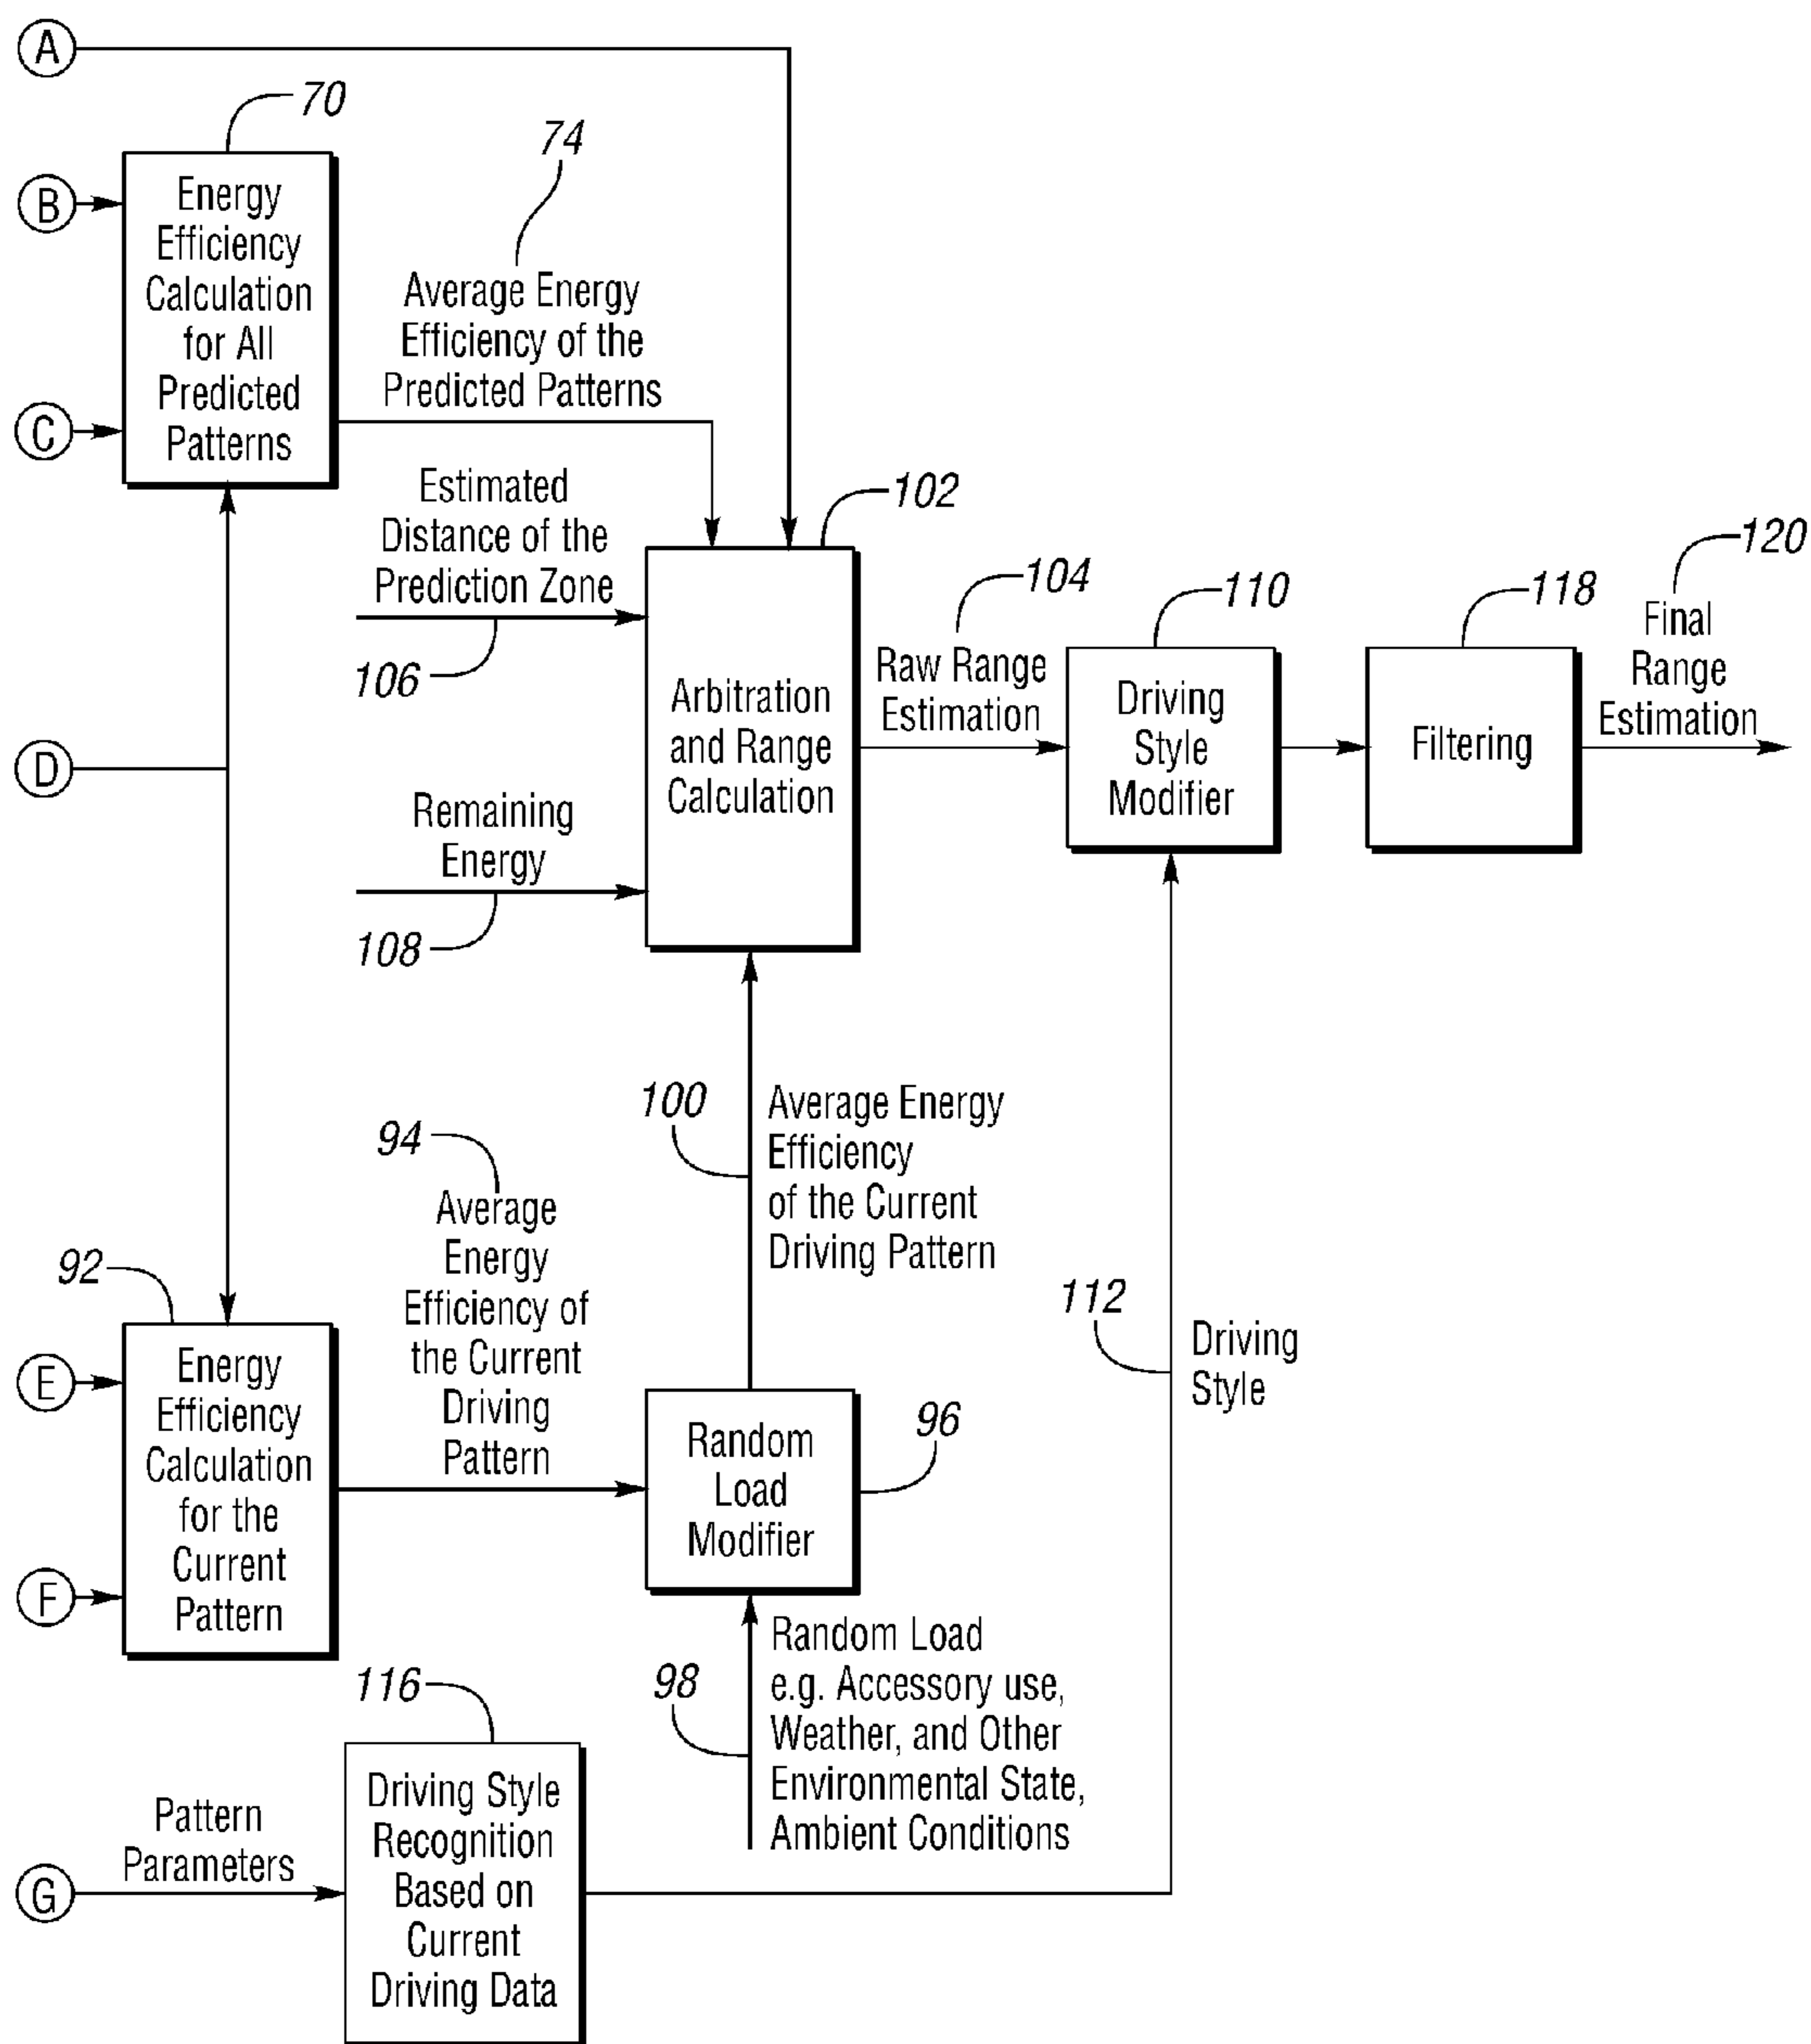 A
70
B
C
Energy
Efficiency
Calculation
for All
Predicted
Patterns
74
Average Energy
Efficiency of the
Predicted Patterns
Estimated
Distance of the
Prediction Zone
106
102
D
Remaining
Energy
108
Arbitration
and Range
Calculation
104
Raw Range
Estimation
110
Driving
Style
Modifier
118
Filtering
120
Final
Range
Estimation
92
E
F
Energy
Efficiency
Calculation
for the
Current
Pattern
94
Average
Energy
Efficiency of
the Current
Driving
Pattern
100
Average Energy
Efficiency
of the Current
Driving Pattern
96
Random
Load
Modifier
112
Driving
Style
98
Random Load
e.g. Accessory use,
Weather, and Other
Environmental State,
Ambient Conditions
G
Pattern
Parameters
116
Driving Style
Recognition
Based on
Current
Driving Data